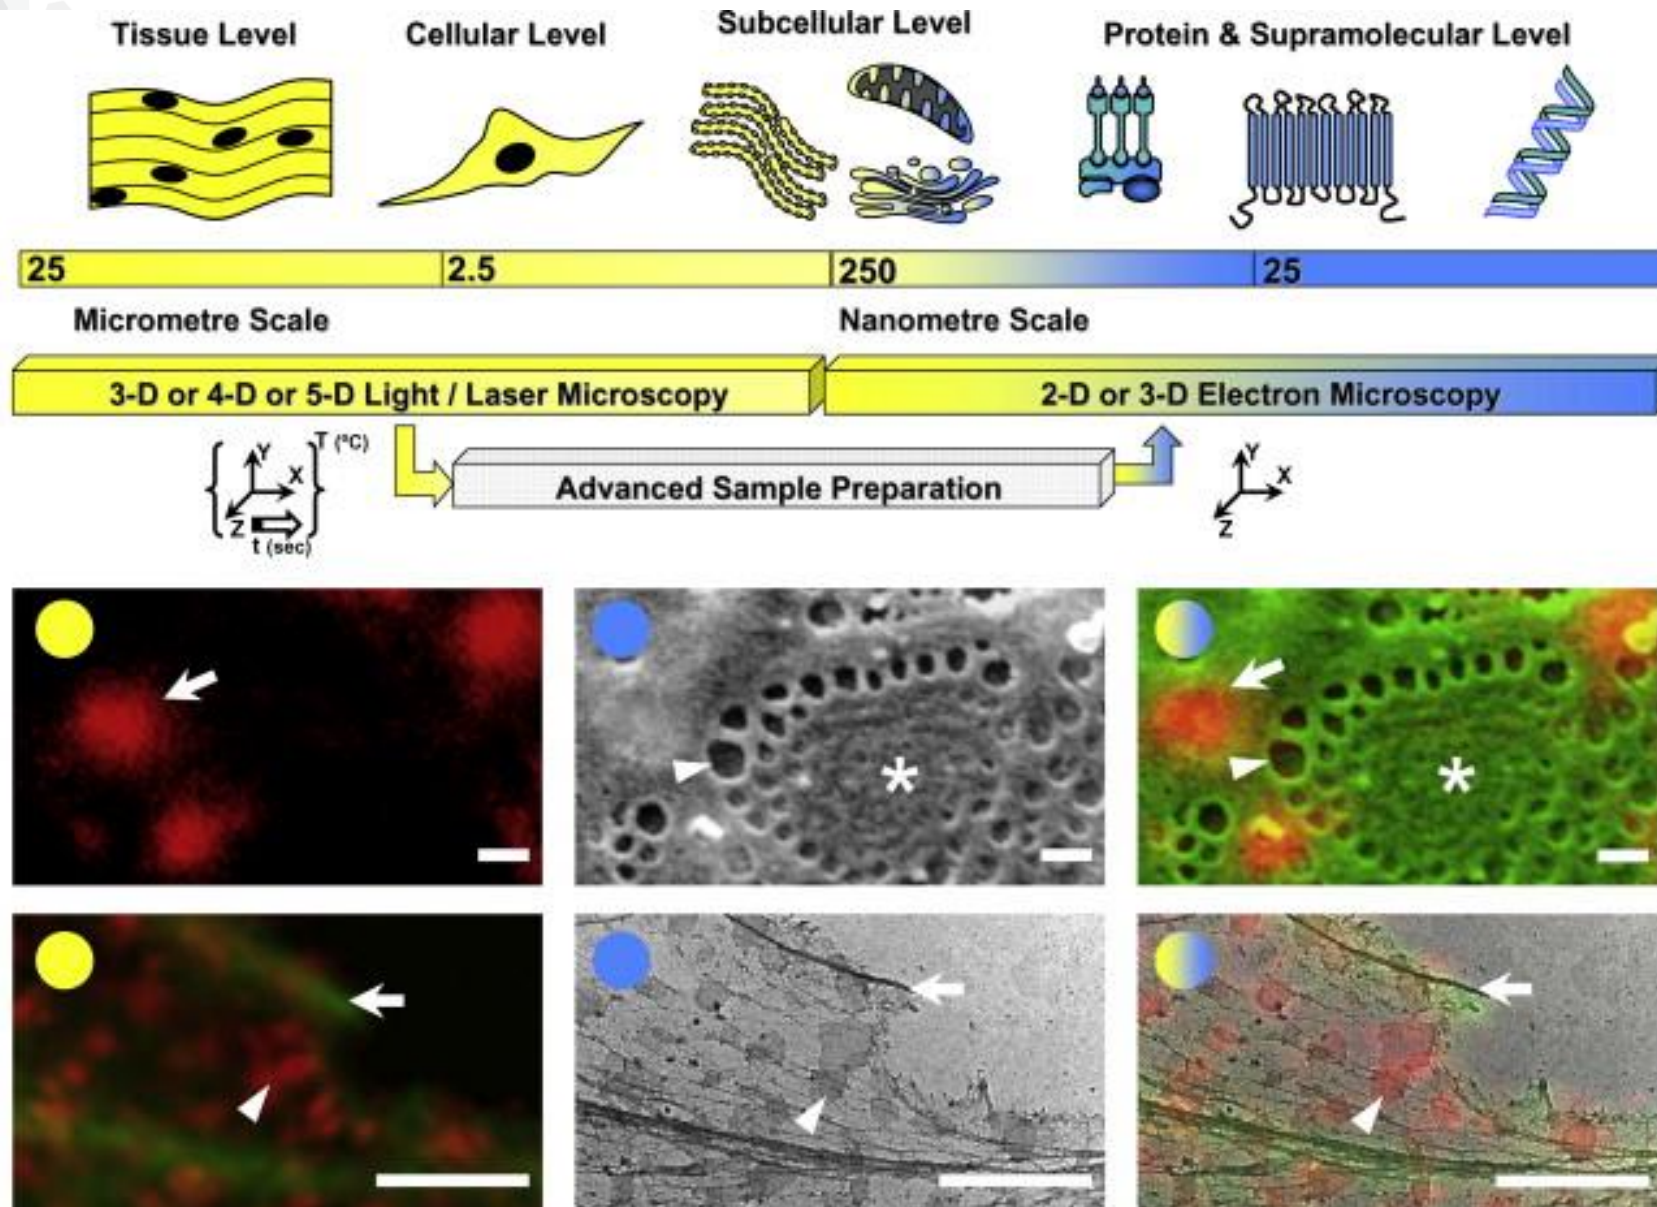 Tissue Level
Cellular Level
Subcellular Level
Protein & Supramolecular Level
25 2.5 250 25
Micrometre Scale
Nanometre Scale
3-D or 4-D or 5-D Light / Laser Microscopy
2-D or 3-D Electron Microscopy
T (ºC)
Y
X
Z
t (sec)
Advanced Sample Preparation
Y
X
Z
*
*